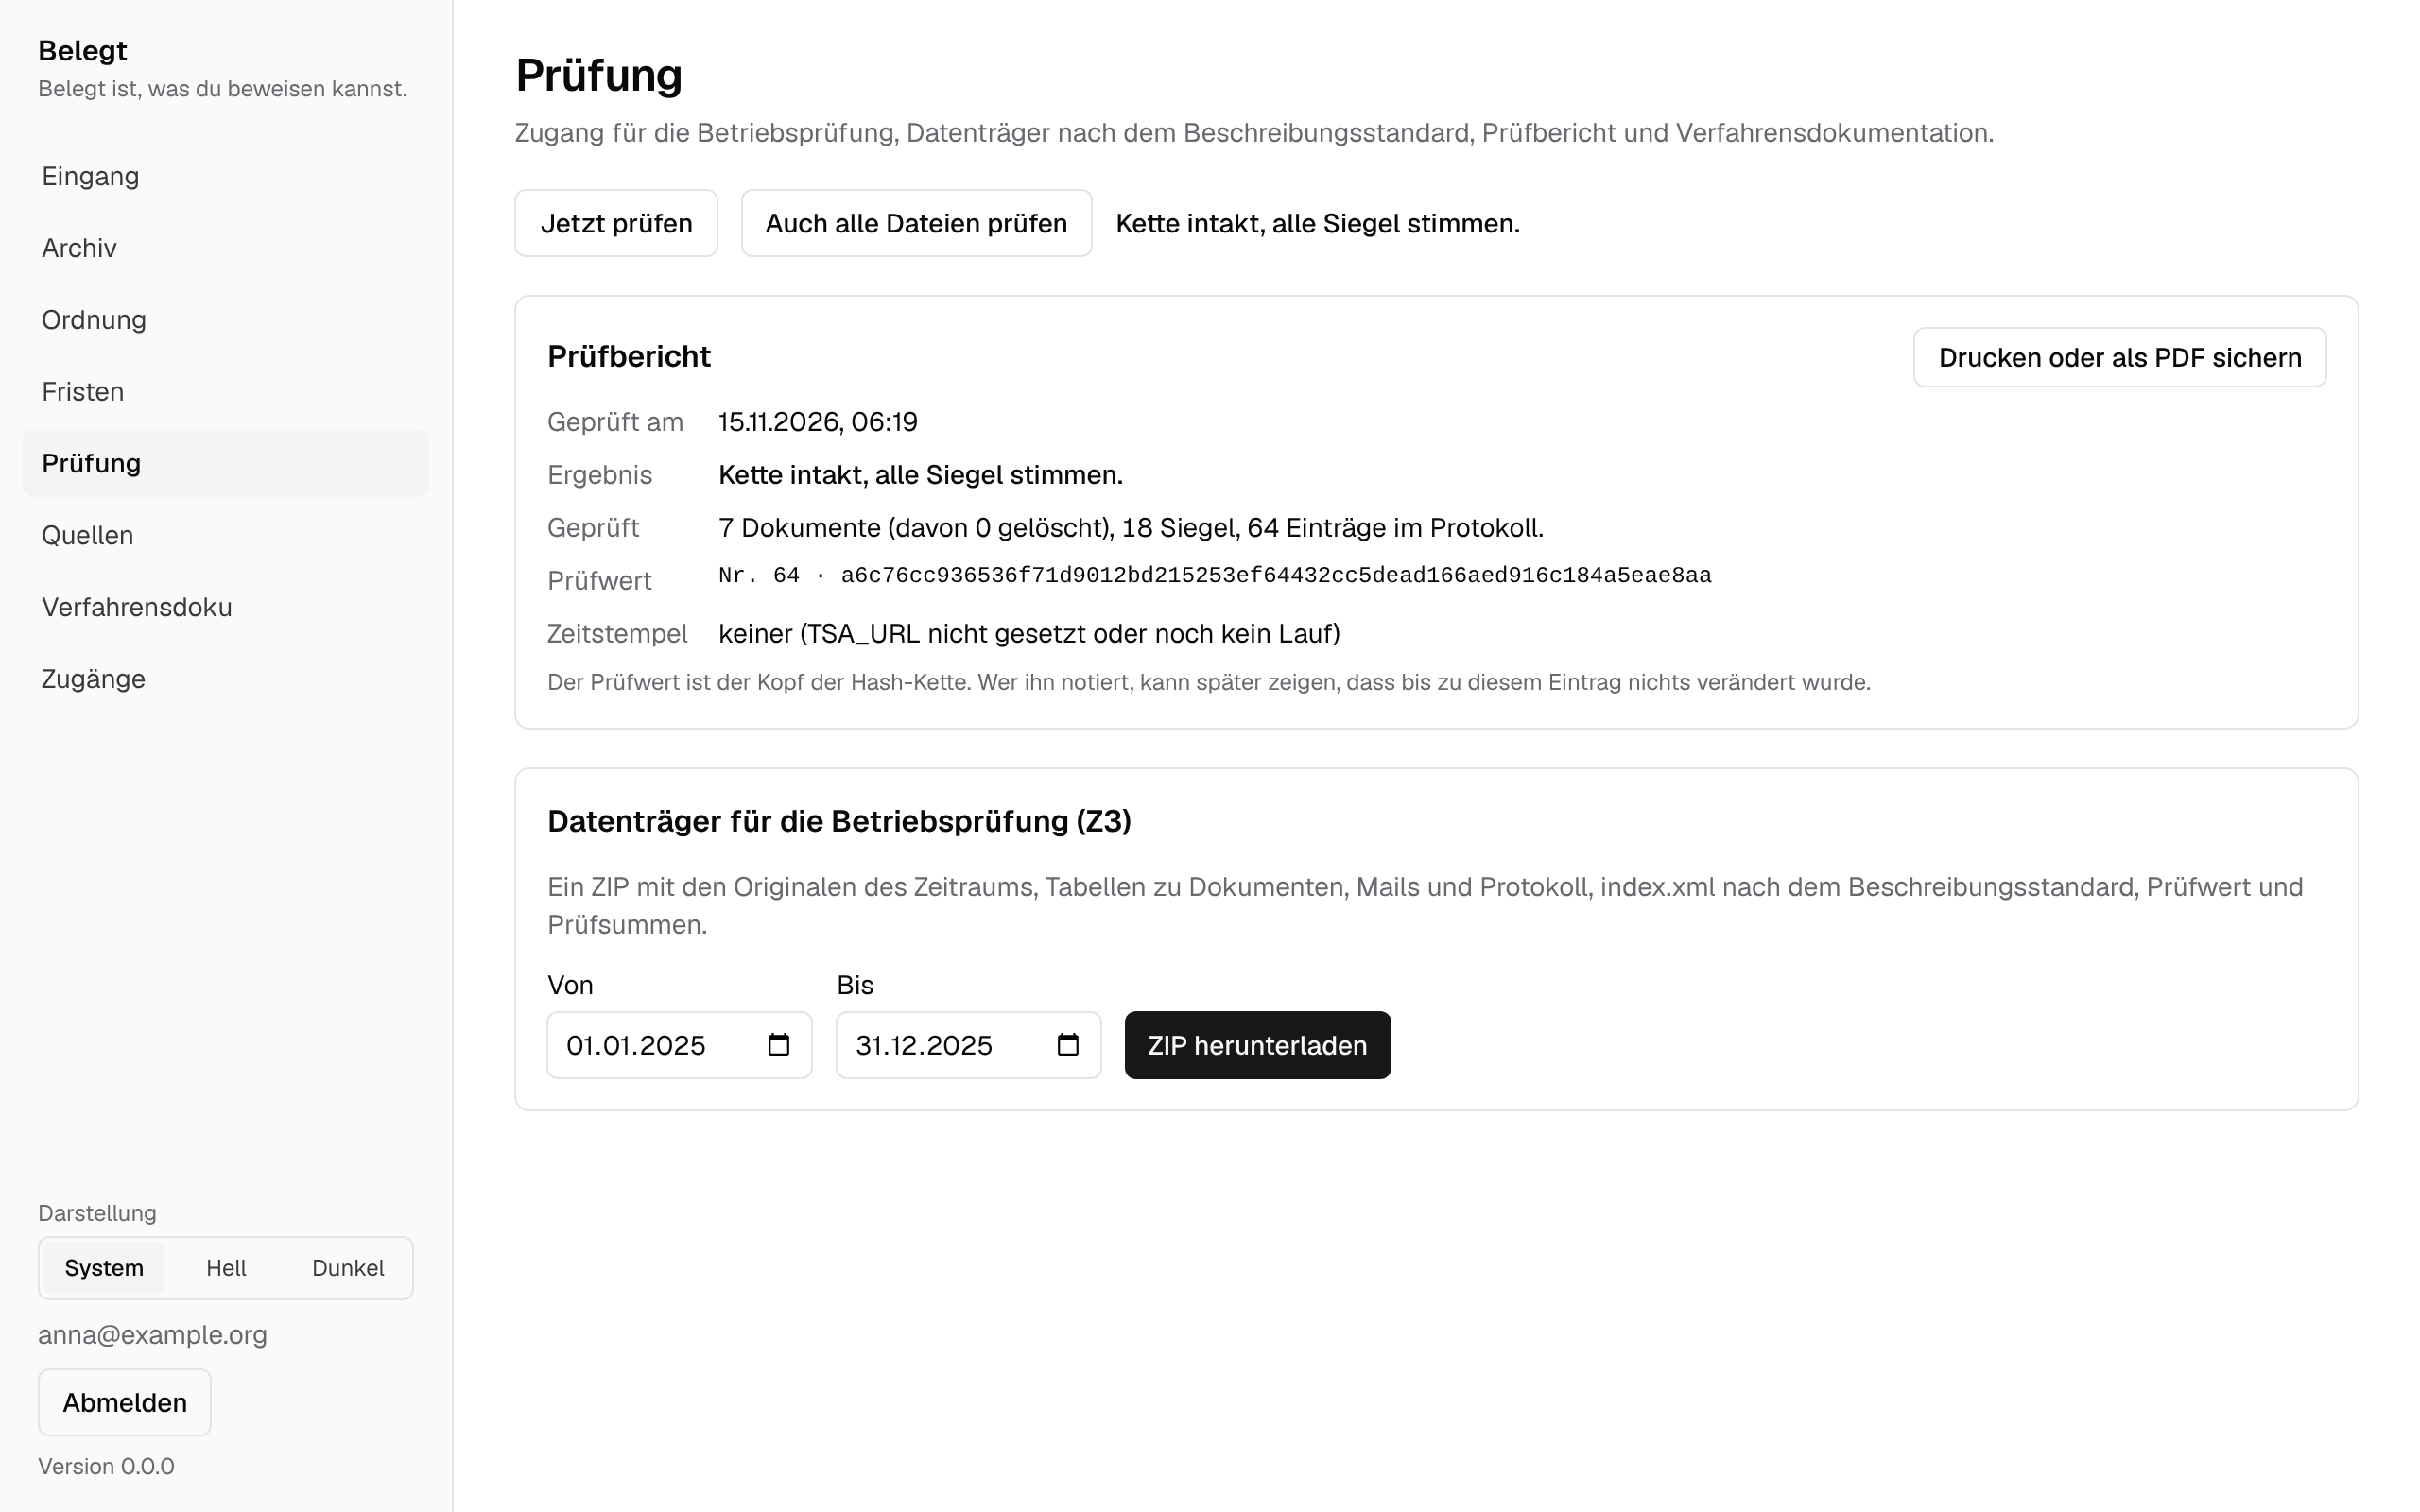 Belegt
Belegt ist, was du beweisen kannst.
Eingang
Archiv
Ordnung
Fristen
Prüfung
Quellen
Verfahrensdoku
Zugänge
Darstellung
System Hell Dunkel
anna@example.org
Abmelden
Version 0.0.0
Prüfung
Zugang für die Betriebsprüfung, Datenträger nach dem Beschreibungsstandard, Prüfbericht und Verfahrensdokumentation.
Jetzt prüfen Auch alle Dateien prüfen Kette intakt, alle Siegel stimmen.
Prüfbericht Drucken oder als PDF sichern
Geprüft am 15.11.2026, 06:19
Ergebnis Kette intakt, alle Siegel stimmen.
Geprüft 7 Dokumente (davon 0 gelöscht), 18 Siegel, 64 Einträge im Protokoll.
Prüfwert Nr. 64 · a6c76cc936536f71d9012bd215253ef64432cc5dead166aed916c184a5eae8aa
Zeitstempel keiner (TSA_URL nicht gesetzt oder noch kein Lauf)
Der Prüfwert ist der Kopf der Hash-Kette. Wer ihn notiert, kann später zeigen, dass bis zu diesem Eintrag nichts verändert wurde.
Datenträger für die Betriebsprüfung (Z3)
Ein ZIP mit den Originalen des Zeitraums, Tabellen zu Dokumenten, Mails und Protokoll, index.xml nach dem Beschreibungsstandard, Prüfwert und
Prüfsummen.
Von Bis
01.01.2025 31.12.2025 ZIP herunterladen